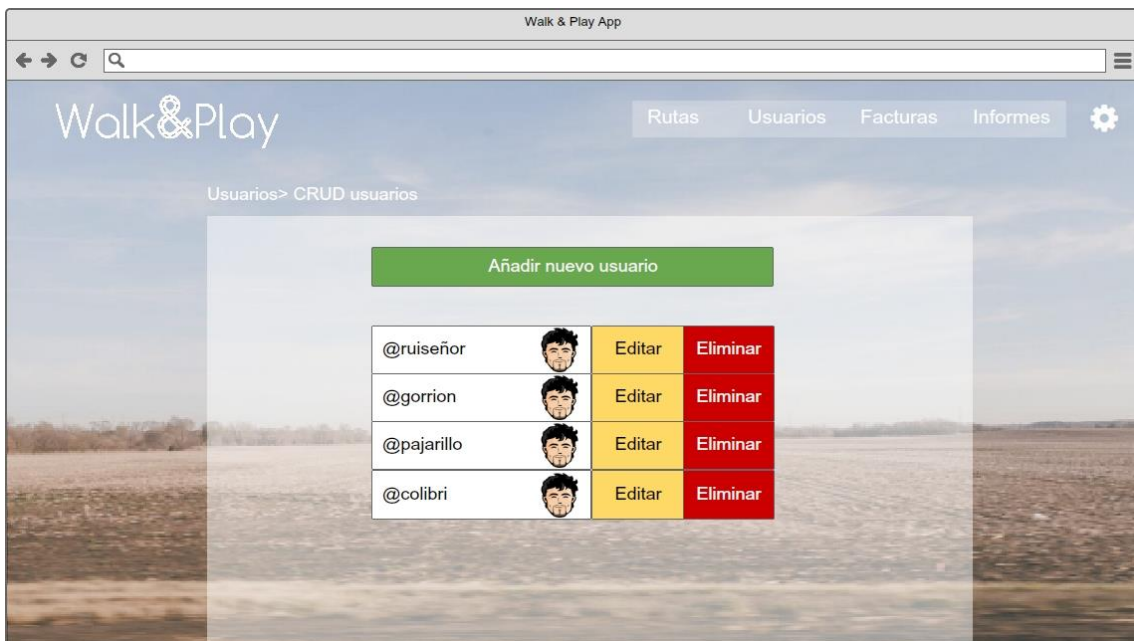 Walk & Play App
Walk&Play
Rutas Usuarios Facturas Informes
Usuarios> CRUD usuarios
Añadir nuevo usuario
@ruiseñor Editar Eliminar
@gorrion Editar Eliminar
@pajarillo Editar Eliminar
@colibri Editar Eliminar